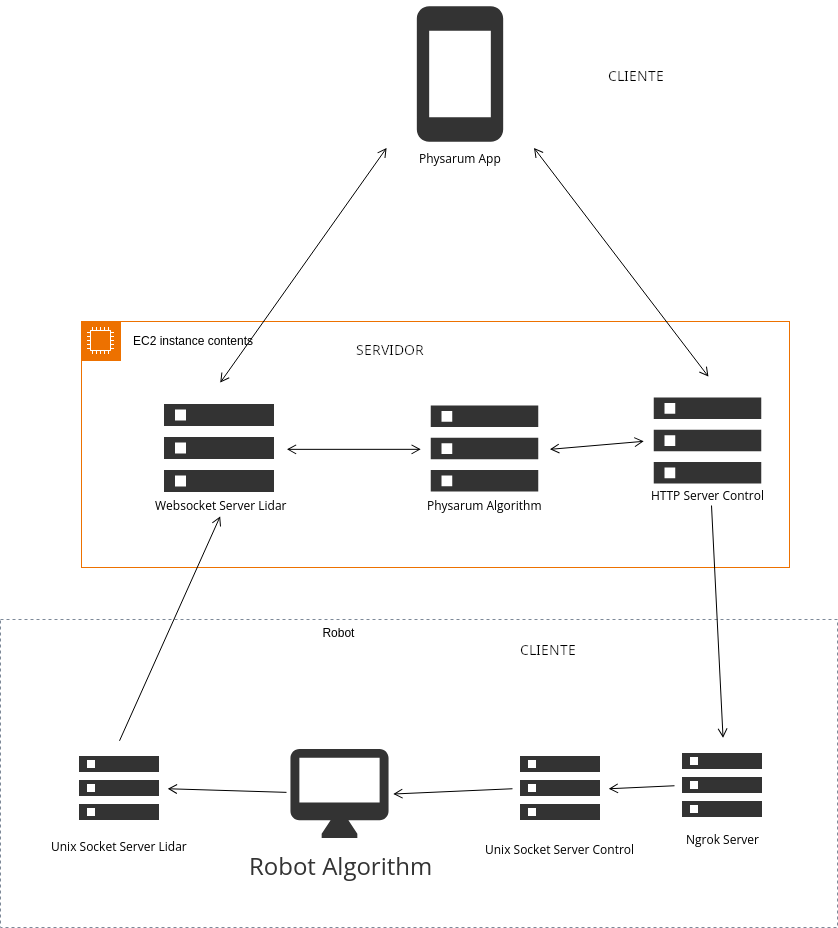 CLIENTE
Physarum App
EC2 instance contents
SERVIDOR
Websocket Server Lidar
Physarum Algorithm
HTTP Server Control
Robot
CLIENTE
Unix Socket Server Lidar
Robot Algorithm
Unix Socket Server Control
Ngrok Server